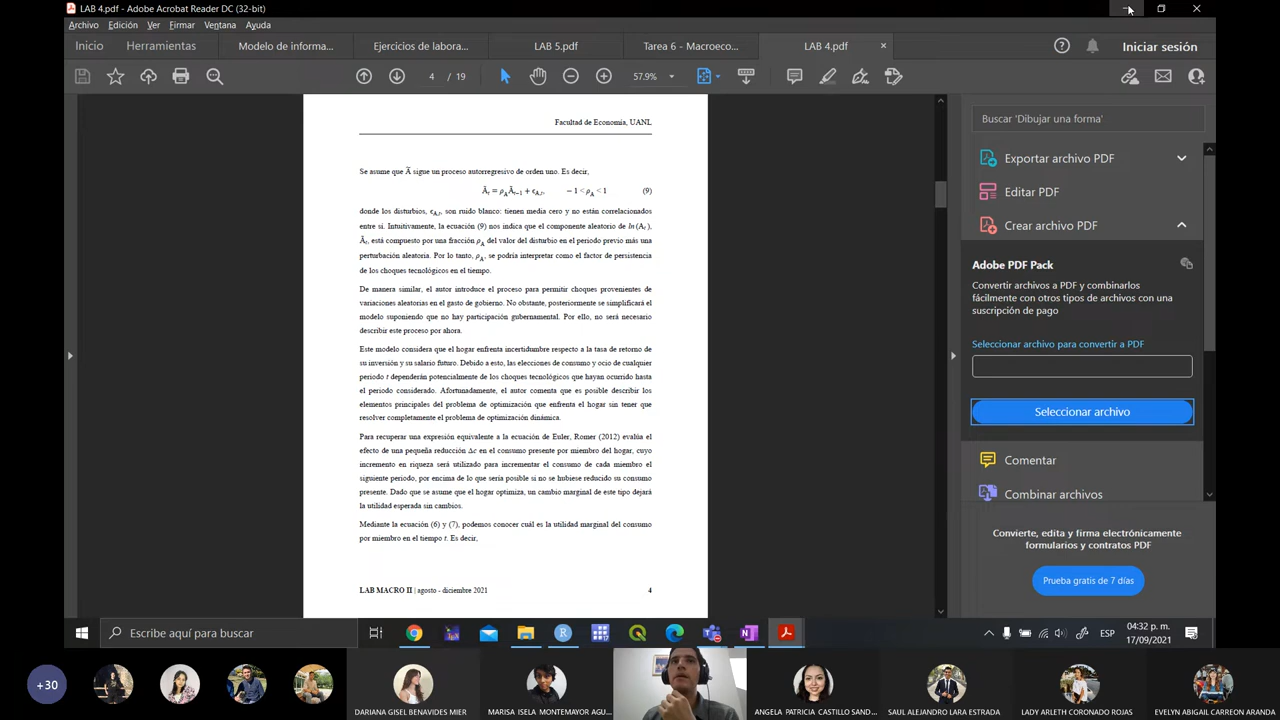 LAB 4.pdf - Adobe Acrobat Reader DC (32-bit)
Archivo Edición Ver Firmar Ventana Ayuda
Inicio Herramientas Modelo de informa... Ejercicios de labora... LAB 5.pdf Tarea 6 - Macroeco... LAB 4.pdf × Iniciar sesión
4 / 19 57.9%
Facultad de Economía, UANL
Se asume que Ã sigue un proceso autorregresivo de orden uno. Es decir,
Ãₜ = ρ_A Ãₜ₋₁ + ϵ_A,t, − 1 < ρ_A < 1 (9)
donde los disturbios, ϵ_A,t, son ruido blanco: tienen media cero y no están correlacionados
entre sí. Intuitivamente, la ecuación (9) nos indica que el componente aleatorio de ln(Aₜ),
Ãₜ, está compuesto por una fracción ρ_A del valor del disturbio en el periodo previo más una
perturbación aleatoria. Por lo tanto, ρ_A, se podría interpretar como el factor de persistencia
de los choques tecnológicos en el tiempo.
De manera similar, el autor introduce el proceso para permitir choques provenientes de
variaciones aleatorias en el gasto de gobierno. No obstante, posteriormente se simplificará el
modelo suponiendo que no hay participación gubernamental. Por ello, no será necesario
describir este proceso por ahora.
Este modelo considera que el hogar enfrenta incertidumbre respecto a la tasa de retorno de
su inversión y su salario futuro. Debido a esto, las elecciones de consumo y ocio de cualquier
periodo t dependerán potencialmente de los choques tecnológicos que hayan ocurrido hasta
el periodo considerado. Afortunadamente, el autor comenta que es posible describir los
elementos principales del problema de optimización que enfrenta el hogar sin tener que
resolver completamente el problema de optimización dinámica.
Para recuperar una expresión equivalente a la ecuación de Euler, Romer (2012) evalúa el
efecto de una pequeña reducción Δc en el consumo presente por miembro del hogar, cuyo
incremento en riqueza será utilizado para incrementar el consumo de cada miembro el
siguiente periodo, por encima de lo que sería posible si no se hubiese reducido su consumo
presente. Dado que se asume que el hogar optimiza, un cambio marginal de este tipo dejará
la utilidad esperada sin cambios.
Mediante la ecuación (6) y (7), podemos conocer cuál es la utilidad marginal del consumo
por miembro en el tiempo t. Es decir,
LAB MACRO II | agosto - diciembre 2021 4
Buscar 'Dibujar una forma'
Exportar archivo PDF
Editar PDF
Crear archivo PDF
Adobe PDF Pack
Convertir archivos a PDF y combinarlos
fácilmente con otros tipos de archivos con una
suscripción de pago
Seleccionar archivo para convertir a PDF
Seleccionar archivo
Comentar
Combinar archivos
Convierte, edita y firma electrónicamente
formularios y contratos PDF
Prueba gratis de 7 días
Escribe aquí para buscar
ESP
04:32 p. m.
17/09/2021
+30
DARIANA GISEL BENAVIDES MIER
MARISA ISELA MONTEMAYOR AGU...
ANGELA PATRICIA CASTILLO SAND...
SAUL ALEJANDRO LARA ESTRADA
LADY ARLETH CORONADO ROJAS
EVELYN ABIGAIL CARREON ARANDA